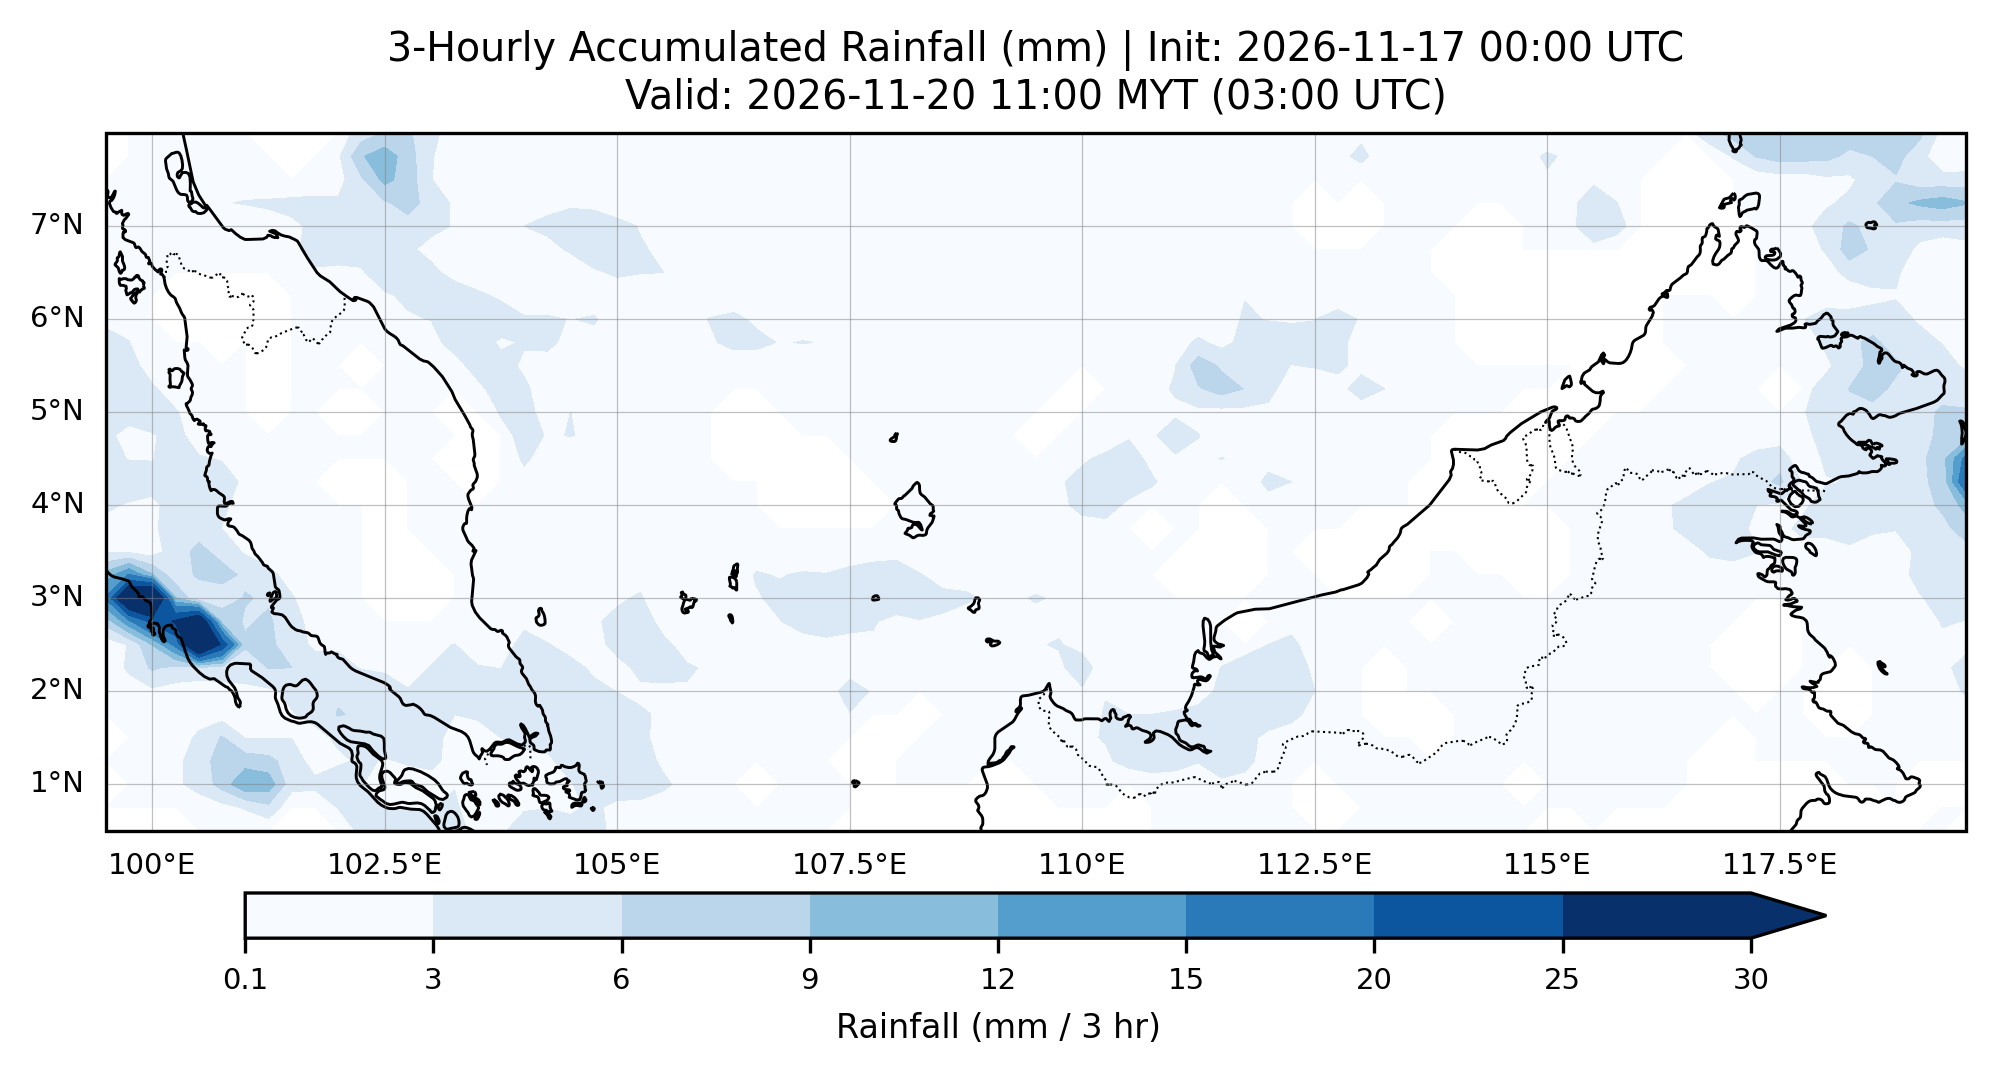 3-Hourly Accumulated Rainfall (mm) | Init: 2026-11-17 00:00 UTC
Valid: 2026-11-20 11:00 MYT (03:00 UTC)
7°N
6°N
5°N
4°N
3°N
2°N
1°N
100°E 102.5°E 105°E 107.5°E 110°E 112.5°E 115°E 117.5°E
0.1 3 6 9 12 15 20 25 30
Rainfall (mm / 3 hr)